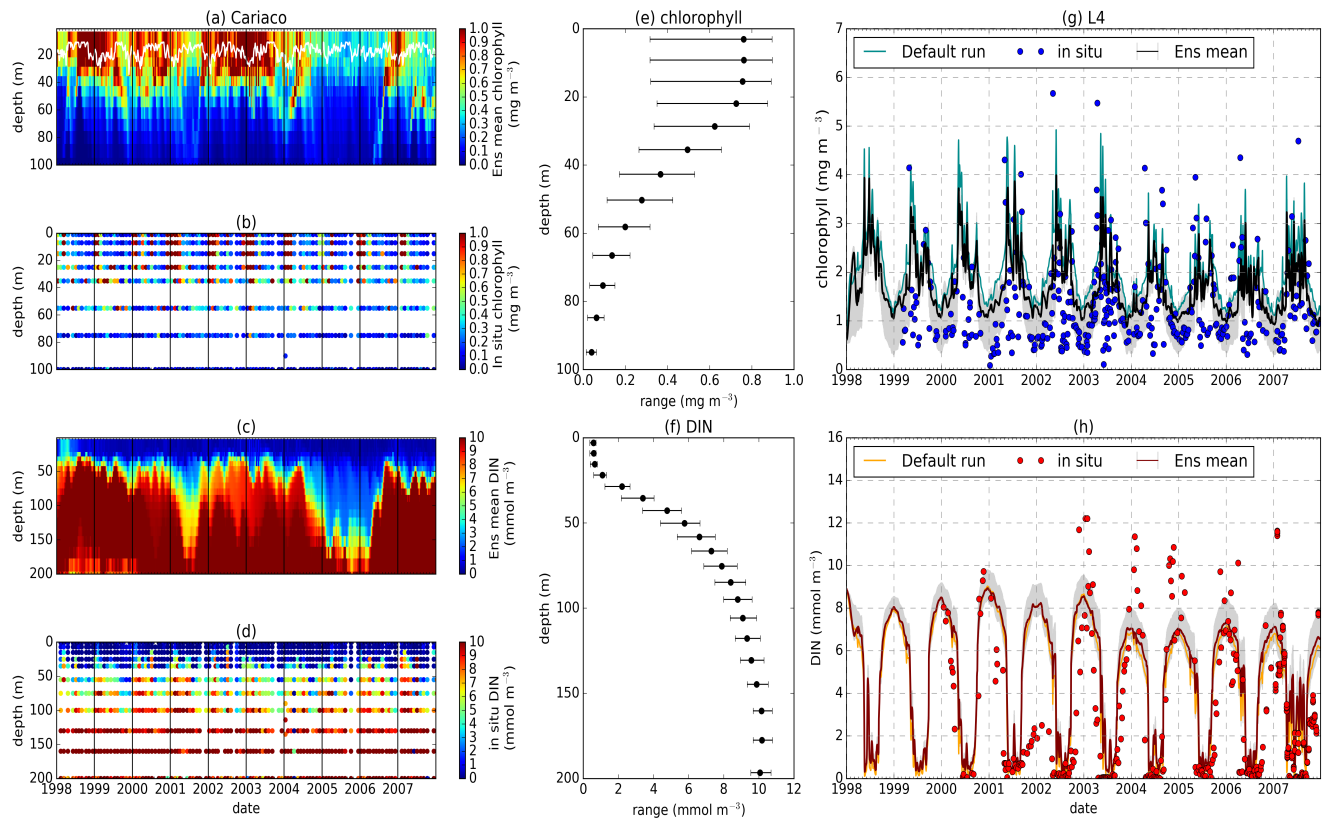 (a) Cariaco
depth (m)
20
40
60
80
100
1.0
0.9
0.8
0.7
0.6
0.5
0.4
0.3
0.2
0.1
0.0
Ens mean chlorophyll
(mg m⁻³)
(b)
depth (m)
0
20
40
60
80
100
1.0
0.9
0.8
0.7
0.6
0.5
0.4
0.3
0.2
0.1
0.0
In situ chlorophyll
(mg m⁻³)
(c)
depth (m)
50
100
150
200
10
9
8
7
6
5
4
3
2
1
0
Ens mean DIN
(mmol m⁻³)
(d)
depth (m)
0
50
100
150
200
1998 1999 2000 2001 2002 2003 2004 2005 2006 2007
date
10
9
8
7
6
5
4
3
2
1
0
in situ DIN
(mmol m⁻³)
(e) chlorophyll
depth (m)
0
20
40
60
80
100
0.0 0.2 0.4 0.6 0.8 1.0
range (mg m⁻³)
(f) DIN
depth (m)
0
50
100
150
200
0 2 4 6 8 10 12
range (mmol m⁻³)
(g) L4
Default run in situ Ens mean
chlorophyll (mg m⁻³)
7
6
5
4
3
2
1
0
1998 1999 2000 2001 2002 2003 2004 2005 2006 2007
(h)
Default run in situ Ens mean
DIN (mmol m⁻³)
16
14
12
10
8
6
4
2
0
1998 1999 2000 2001 2002 2003 2004 2005 2006 2007
date